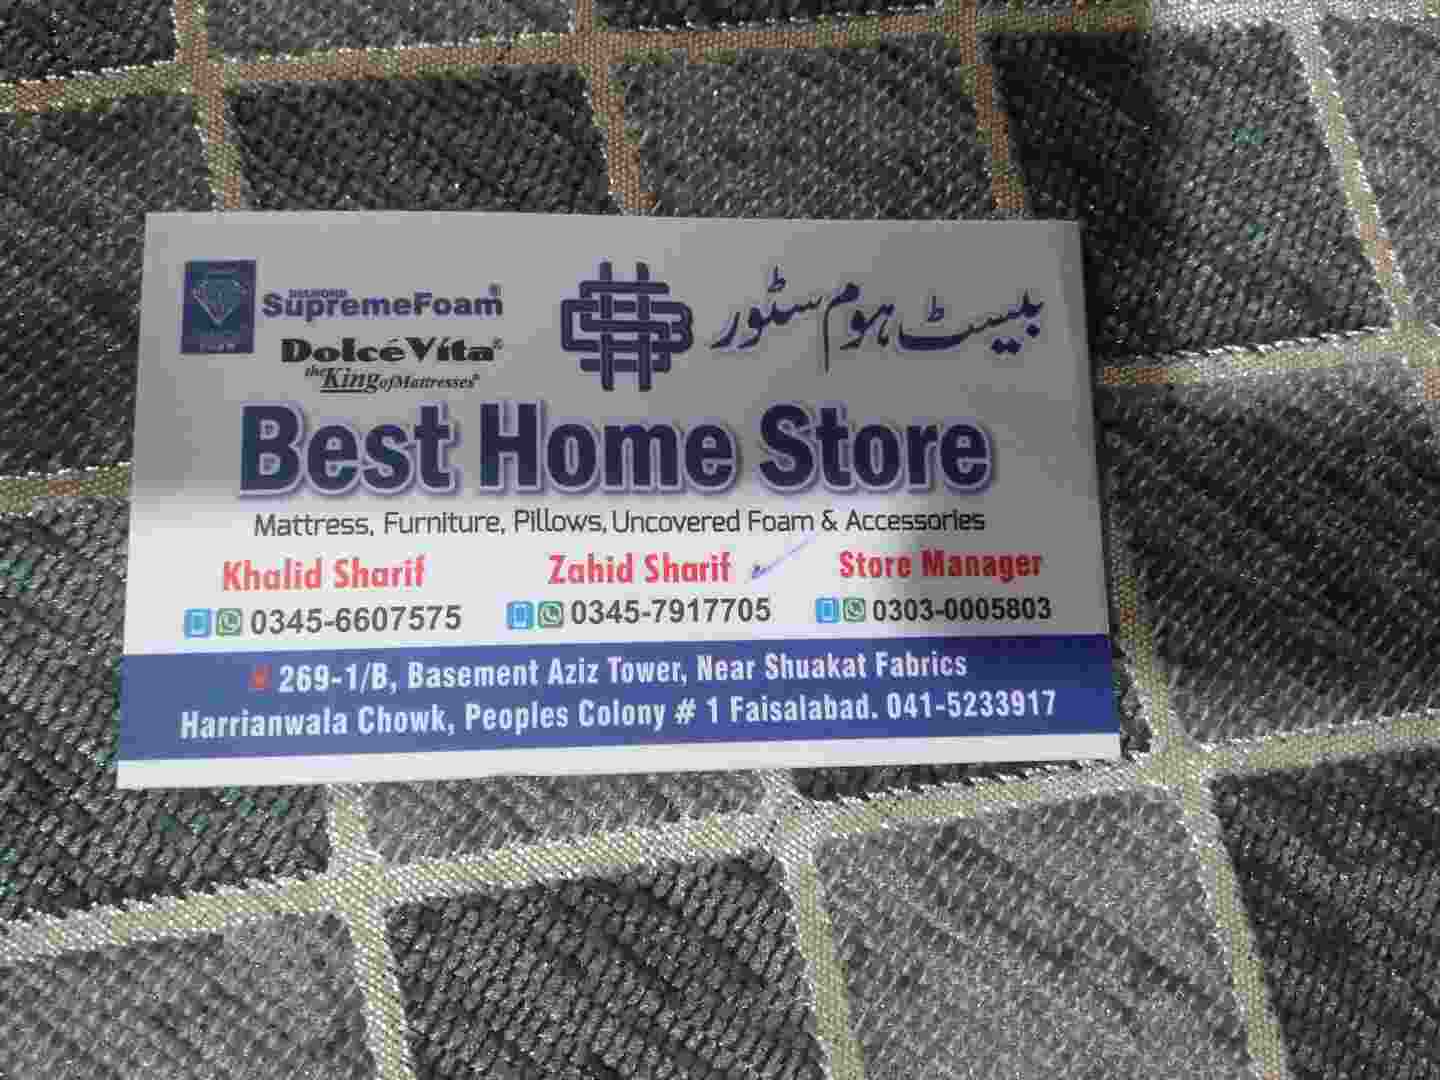 DIAMOND
SupremeFoam®
DolcéVita®
the King of Mattresses®
بیسٹ ہوم سٹور
Best Home Store
Mattress, Furniture, Pillows, Uncovered Foam & Accessories
Khalid Sharif Zahid Sharif Store Manager
0345-6607575 0345-7917705 0303-0005803
# 269-1/B, Basement Aziz Tower, Near Shuakat Fabrics
Harrianwala Chowk, Peoples Colony # 1 Faisalabad. 041-5233917